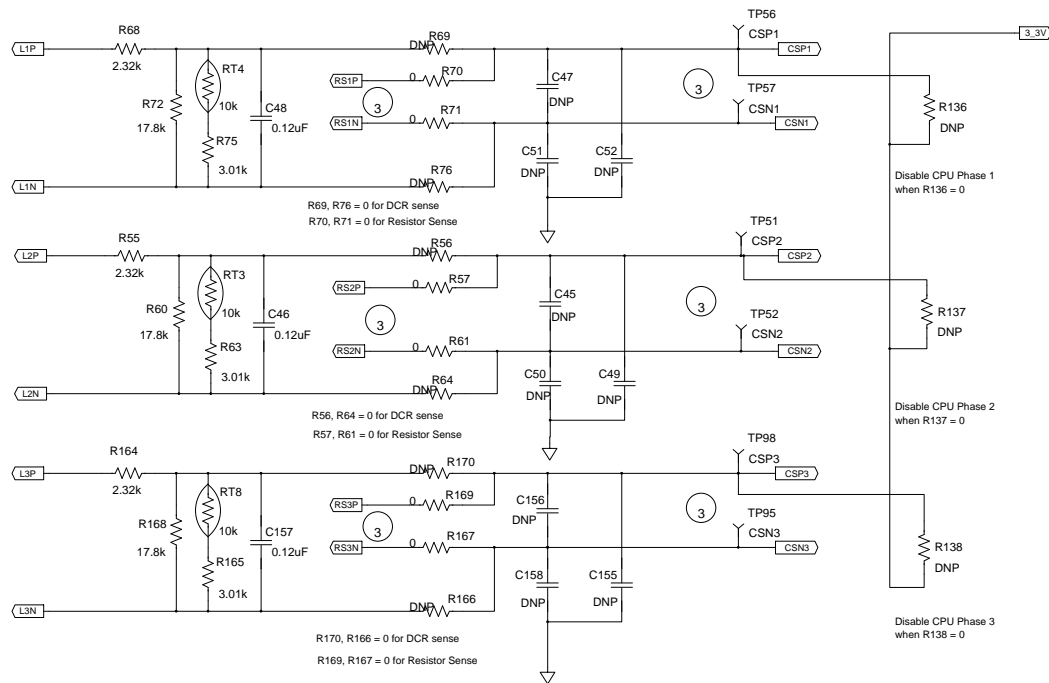 TP56
CSP1
3_3V
L1P
R68
2.32k
R69
DNP
CSP1
RS1P
0
R70
RT4
10k
C47
DNP
3
TP57
CSN1
R72
17.8k
C48
0.12uF
3
RS1N
0
R71
CSN1
R136
DNP
R75
3.01k
C51
DNP
C52
DNP
L1N
R76
DNP
Disable CPU Phase 1
when R136 = 0
R69, R76 = 0 for DCR sense
R70, R71 = 0 for Resistor Sense
TP51
CSP2
L2P
R55
2.32k
R56
DNP
CSP2
RS2P
0
R57
RT3
10k
C45
DNP
3
TP52
CSN2
R60
17.8k
C46
0.12uF
3
RS2N
0
R61
CSN2
R137
DNP
R63
3.01k
C50
DNP
C49
DNP
L2N
R64
DNP
Disable CPU Phase 2
when R137 = 0
R56, R64 = 0 for DCR sense
R57, R61 = 0 for Resistor Sense
TP98
CSP3
L3P
R164
2.32k
R170
DNP
CSP3
RS3P
0
R169
RT8
10k
C156
DNP
3
TP95
CSN3
R168
17.8k
C157
0.12uF
3
RS3N
0
R167
CSN3
R138
DNP
R165
3.01k
C158
DNP
C155
DNP
L3N
R166
DNP
Disable CPU Phase 3
when R138 = 0
R170, R166 = 0 for DCR sense
R169, R167 = 0 for Resistor Sense